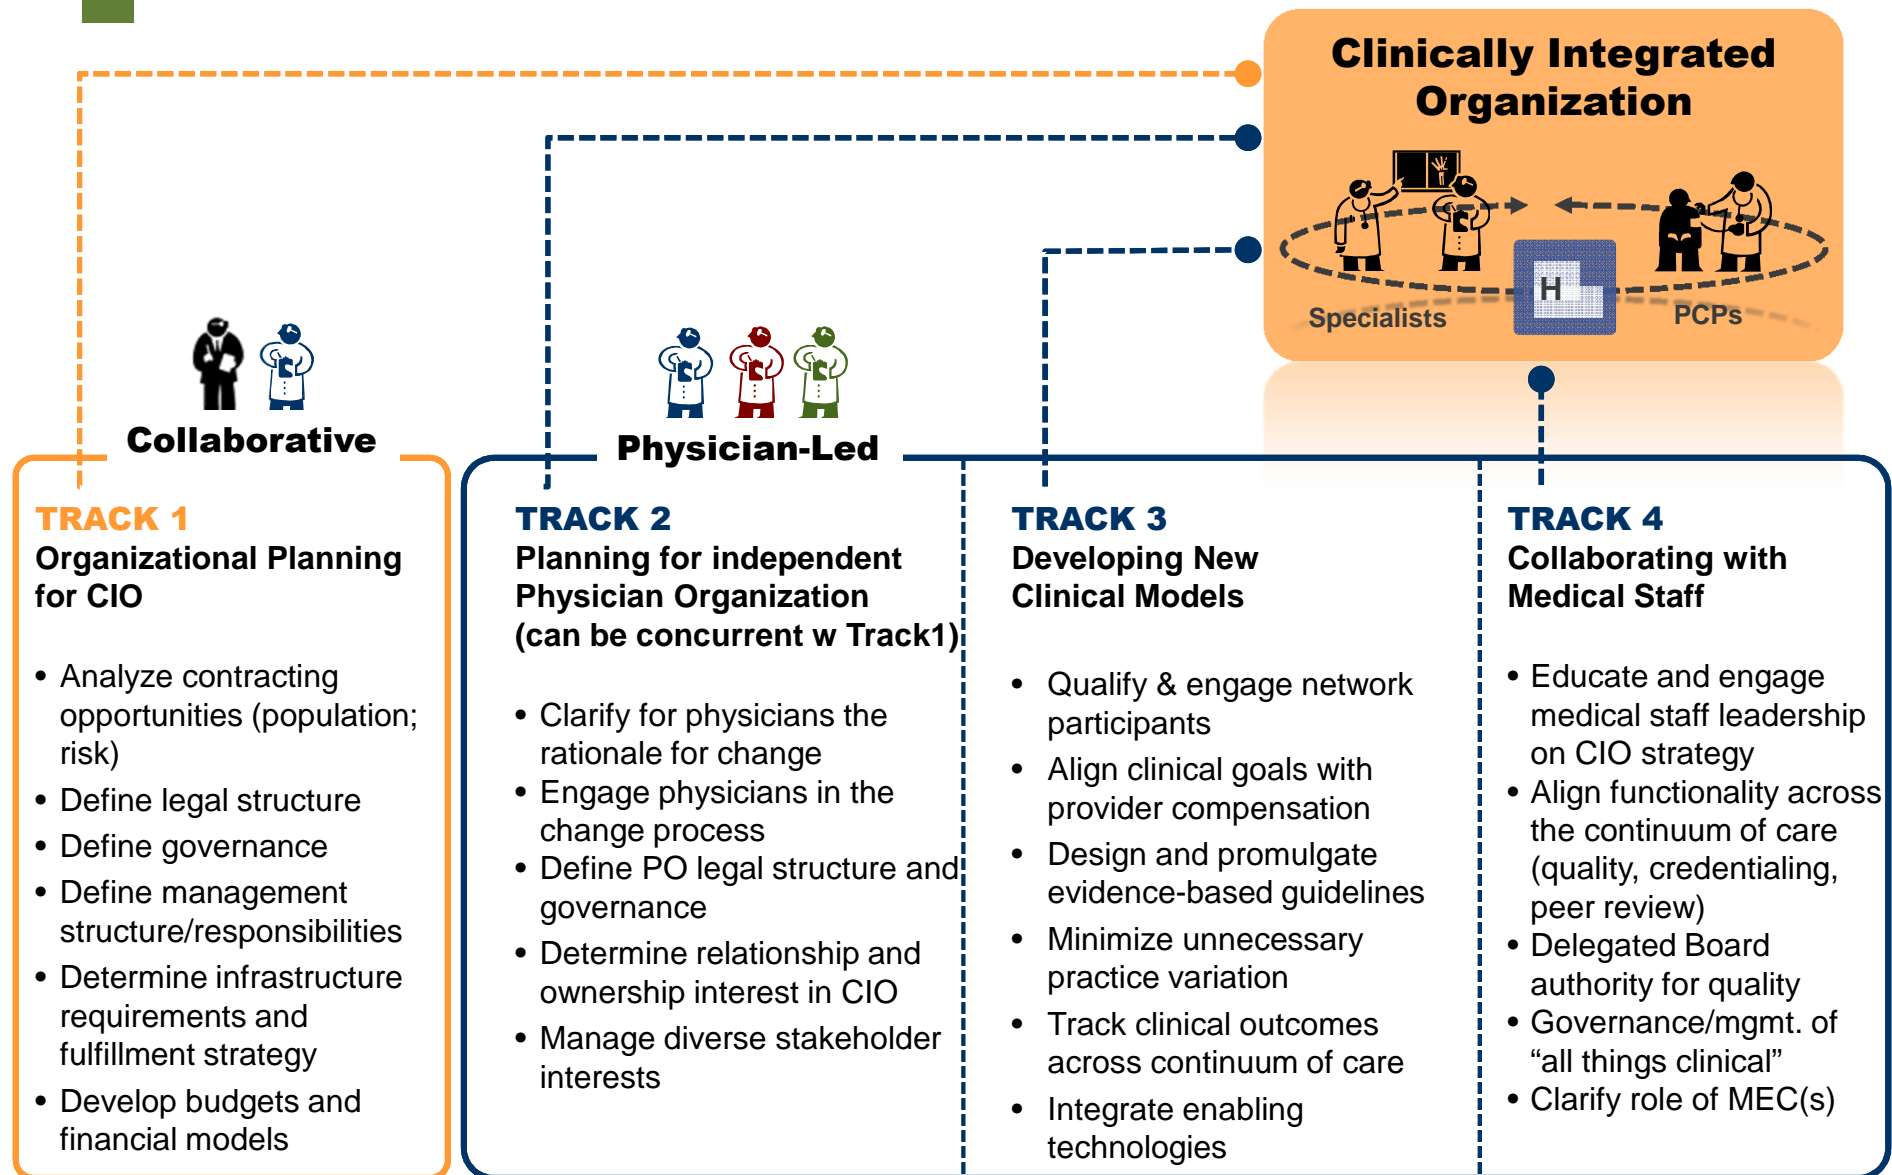 Clinically Integrated
Organization
Specialists
H
PCPs
Collaborative
Physician-Led
TRACK 1
Organizational Planning
for CIO
• Analyze contracting
opportunities (population;
risk)
• Define legal structure
• Define governance
• Define management
structure/responsibilities
• Determine infrastructure
requirements and
fulfillment strategy
• Develop budgets and
financial models
TRACK 2
Planning for independent
Physician Organization
(can be concurrent w Track1)
• Clarify for physicians the
rationale for change
• Engage physicians in the
change process
• Define PO legal structure and
governance
• Determine relationship and
ownership interest in CIO
• Manage diverse stakeholder
interests
TRACK 3
Developing New
Clinical Models
• Qualify & engage network
participants
• Align clinical goals with
provider compensation
• Design and promulgate
evidence-based guidelines
• Minimize unnecessary
practice variation
• Track clinical outcomes
across continuum of care
• Integrate enabling
technologies
TRACK 4
Collaborating with
Medical Staff
• Educate and engage
medical staff leadership
on CIO strategy
• Align functionality across
the continuum of care
(quality, credentialing,
peer review)
• Delegated Board
authority for quality
• Governance/mgmt. of
“all things clinical”
• Clarify role of MEC(s)